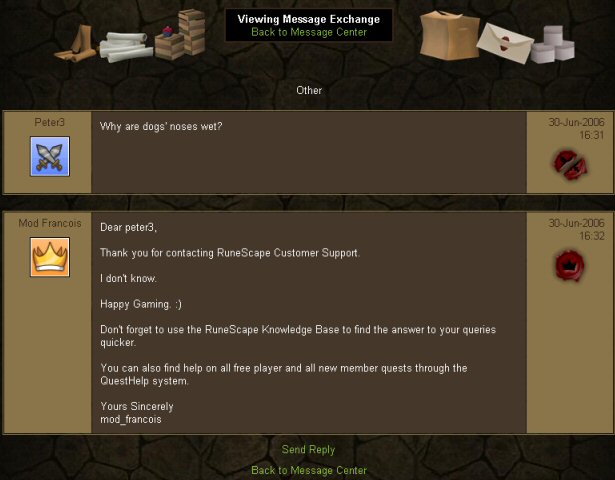 Viewing Message Exchange
Back to Message Center
Other
Peter3
Why are dogs' noses wet?
30-Jun-2006
16:31
Mod Francois
Dear peter3,
Thank you for contacting RuneScape Customer Support.
I don't know.
Happy Gaming. :)
Don't forget to use the RuneScape Knowledge Base to find the answer to your queries
quicker.
You can also find help on all free player and all new member quests through the
QuestHelp system.
Yours Sincerely
mod_francois
30-Jun-2006
16:32
Send Reply
Back to Message Center